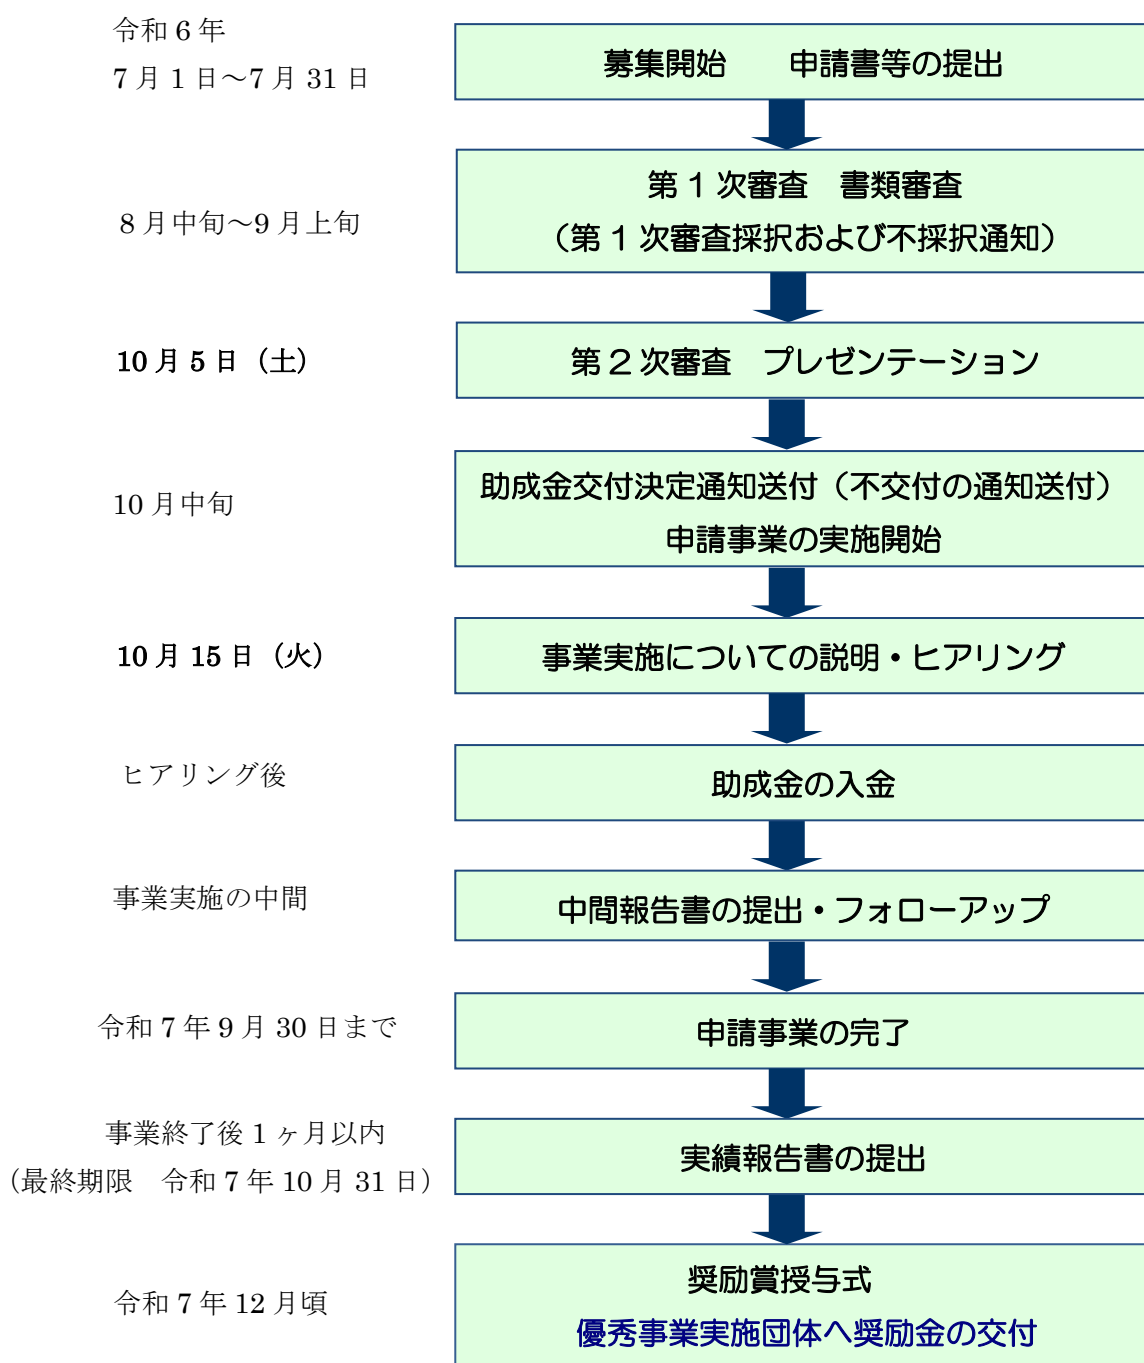 令和 6 年
7 月 1 日～7 月 31 日
募集開始　　申請書等の提出
8 月中旬～9 月上旬
第 1 次審査　書類審査
（第 1 次審査採択および不採択通知）
10 月 5 日（土）
第 2 次審査　プレゼンテーション
10 月中旬
助成金交付決定通知送付（不交付の通知送付）
申請事業の実施開始
10 月 15 日（火）
事業実施についての説明・ヒアリング
ヒアリング後
助成金の入金
事業実施の中間
中間報告書の提出・フォローアップ
令和 7 年 9 月 30 日まで
申請事業の完了
事業終了後 1 ヶ月以内
（最終期限　令和 7 年 10 月 31 日）
実績報告書の提出
令和 7 年 12 月頃
奨励賞授与式
優秀事業実施団体へ奨励金の交付